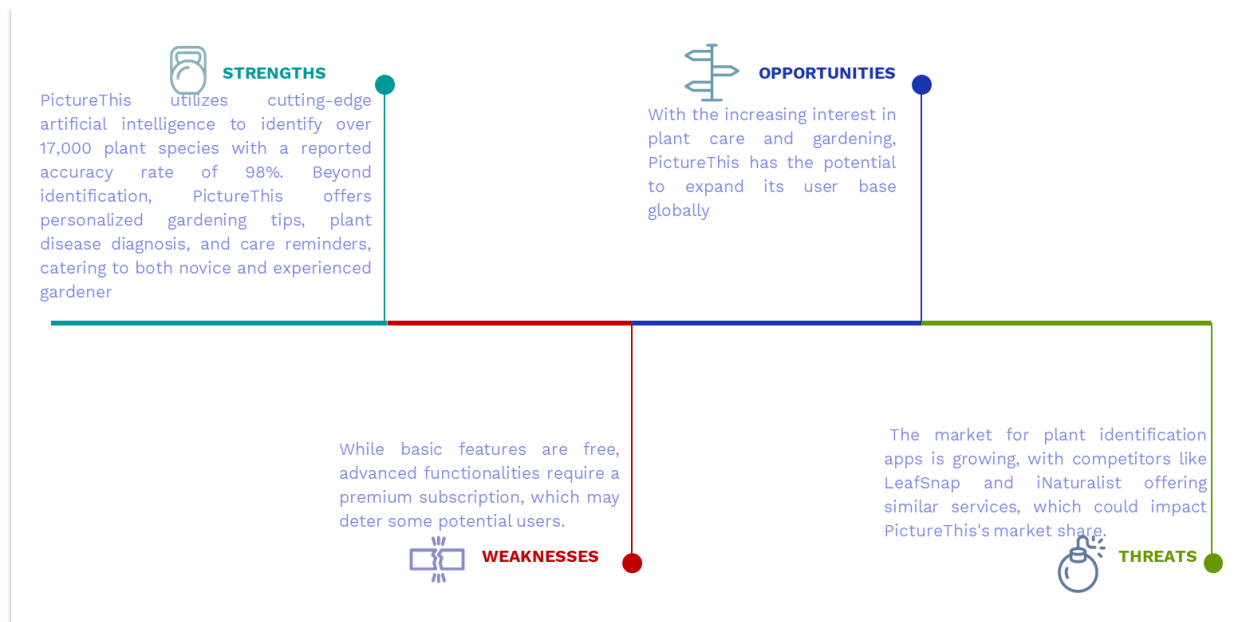 STRENGTHS
PictureThis utilizes cutting-edge
artificial intelligence to identify over
17,000 plant species with a reported
accuracy rate of 98%. Beyond
identification, PictureThis offers
personalized gardening tips, plant
disease diagnosis, and care reminders,
catering to both novice and experienced
gardener
OPPORTUNITIES
With the increasing interest in
plant care and gardening,
PictureThis has the potential
to expand its user base
globally
While basic features are free,
advanced functionalities require a
premium subscription, which may
deter some potential users.
WEAKNESSES
The market for plant identification
apps is growing, with competitors like
LeafSnap and iNaturalist offering
similar services, which could impact
PictureThis's market share.
THREATS